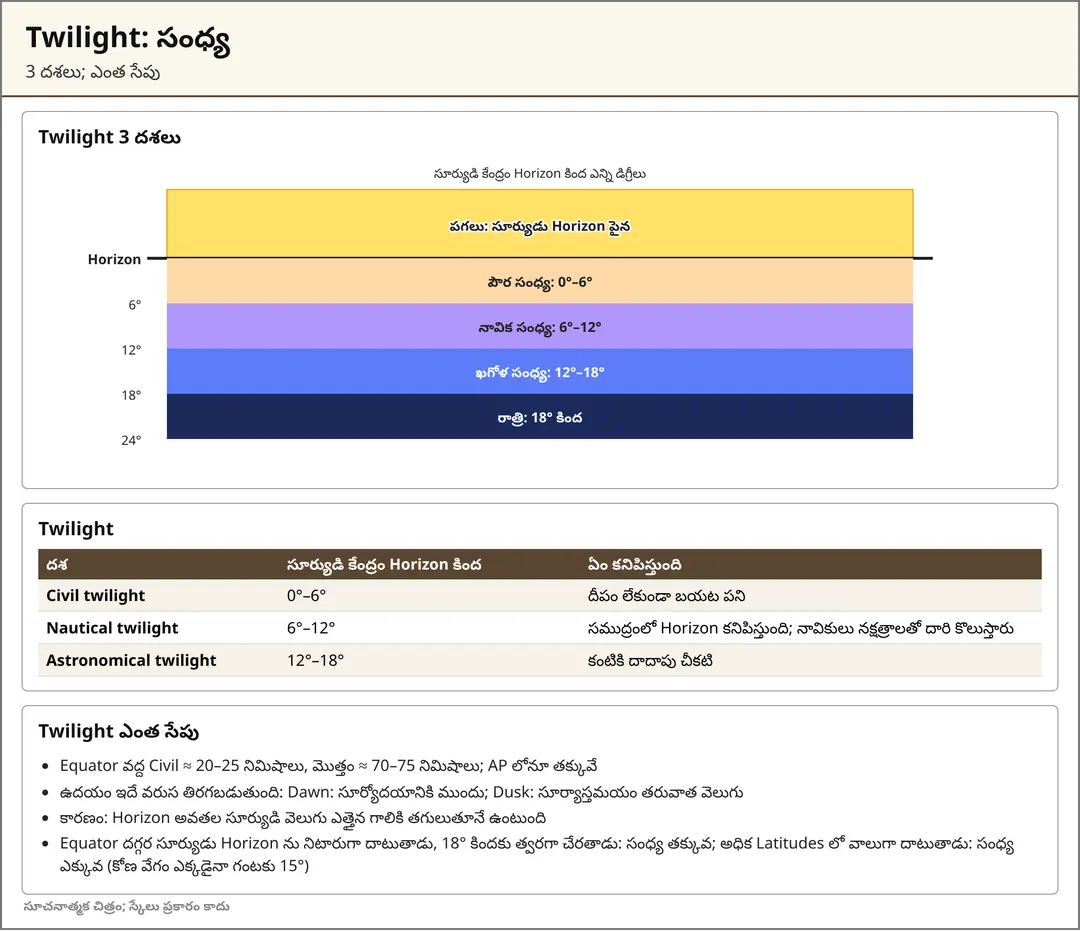 Twilight: సంధ్య
3 దశలు; ఎంత సేపు
Twilight 3 దశలు
సూర్యుడి కేంద్రం Horizon కింద ఎన్ని డిగ్రీలు
పగలు: సూర్యుడు Horizon పైన
Horizon
పౌర సంధ్య: 0°–6°
6°
నావిక సంధ్య: 6°–12°
12°
ఖగోళ సంధ్య: 12°–18°
18°
రాత్రి: 18° కింద
24°
Twilight
దశ సూర్యుడి కేంద్రం Horizon కింద ఏం కనిపిస్తుంది
Civil twilight 0°–6° దీపం లేకుండా బయట పని
Nautical twilight 6°–12° సముద్రంలో Horizon కనిపిస్తుంది; నావికులు నక్షత్రాలతో దారి కొలుస్తారు
Astronomical twilight 12°–18° కంటికి దాదాపు చీకటి
Twilight ఎంత సేపు
• Equator వద్ద Civil ≈ 20–25 నిమిషాలు, మొత్తం ≈ 70–75 నిమిషాలు; AP లోనూ తక్కువే
• ఉదయం ఇదే వరుస తిరగబడుతుంది: Dawn: సూర్యోదయానికి ముందు; Dusk: సూర్యాస్తమయం తరువాత వెలుగు
• కారణం: Horizon అవతల సూర్యుడి వెలుగు ఎత్తైన గాలికి తగులుతూనే ఉంటుంది
• Equator దగ్గర సూర్యుడు Horizon ను నిటారుగా దాటుతాడు, 18° కిందకు త్వరగా చేరతాడు: సంధ్య తక్కువ; అధిక Latitudes లో వాలుగా దాటుతాడు: సంధ్య
ఎక్కువ (కోణ వేగం ఎక్కడైనా గంటకు 15°)
సూచనాత్మక చిత్రం; స్కేలు ప్రకారం కాదు